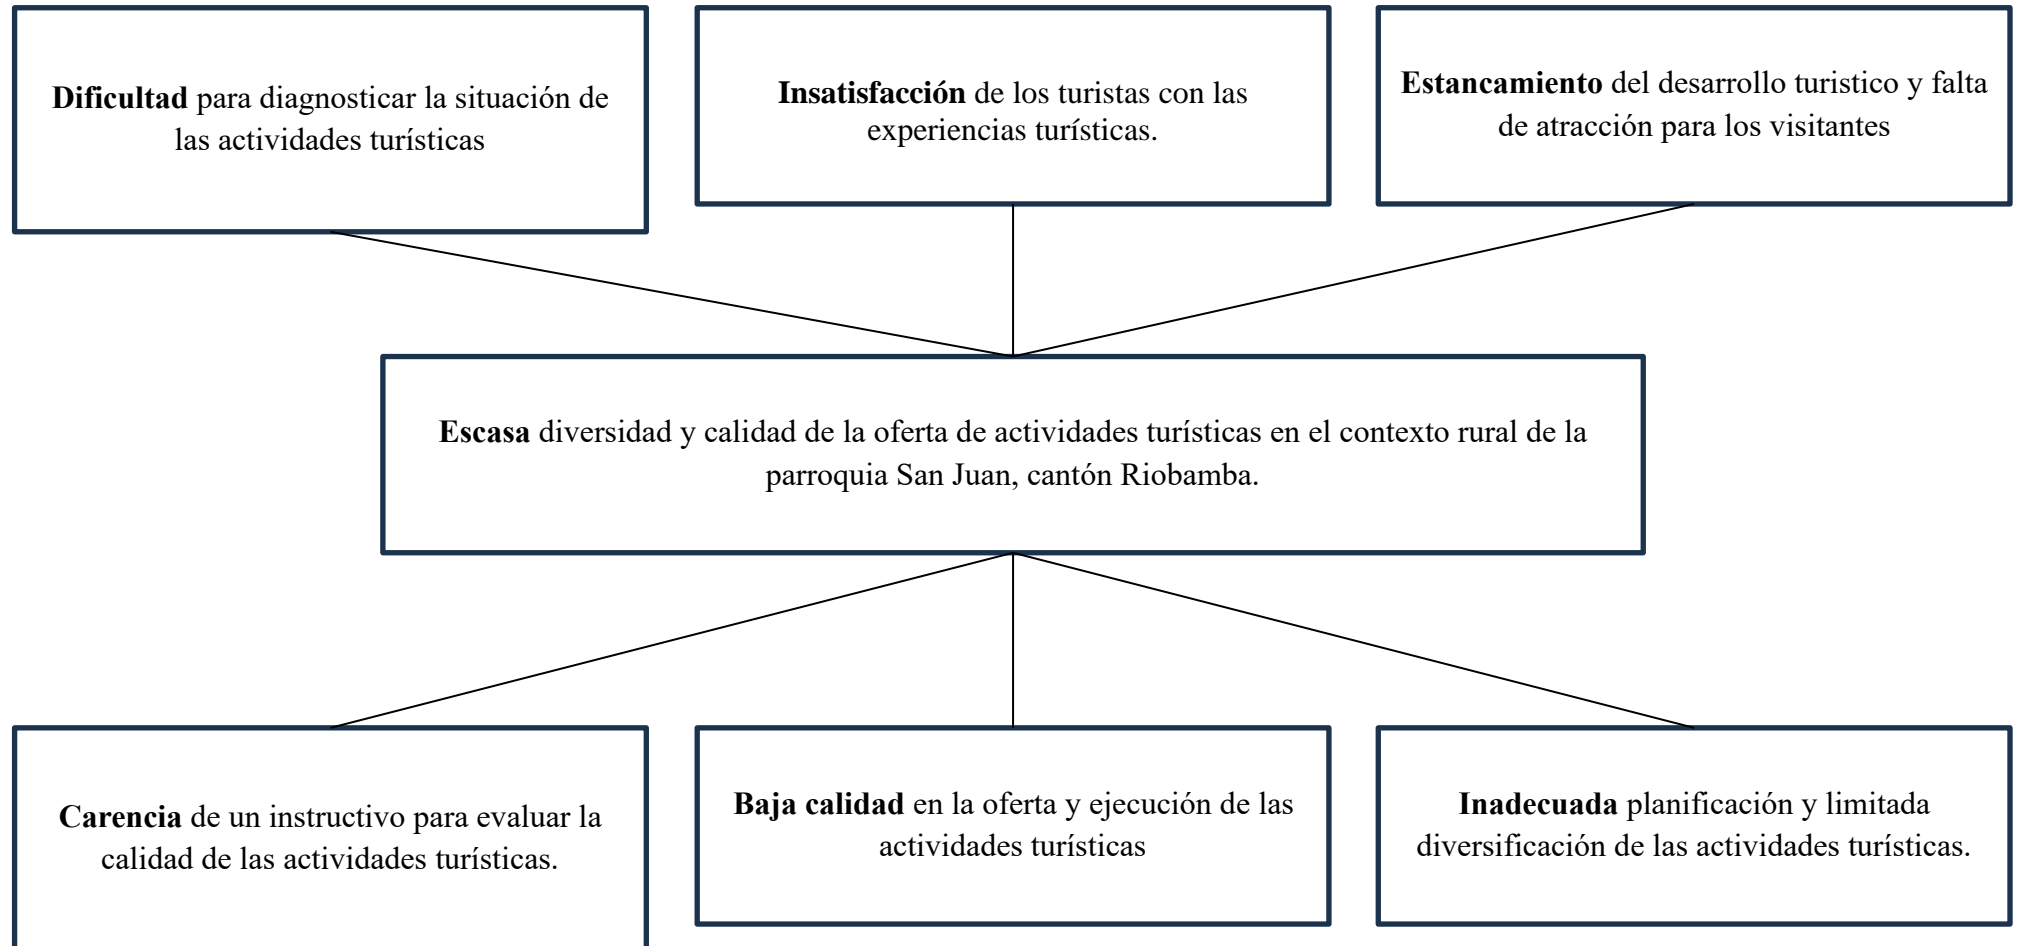 Dificultad para diagnosticar la situación de
las actividades turísticas
Insatisfacción de los turistas con las
experiencias turísticas.
Estancamiento del desarrollo turistico y falta
de atracción para los visitantes
Escasa diversidad y calidad de la oferta de actividades turísticas en el contexto rural de la
parroquia San Juan, cantón Riobamba.
Carencia de un instructivo para evaluar la
calidad de las actividades turísticas.
Baja calidad en la oferta y ejecución de las
actividades turísticas
Inadecuada planificación y limitada
diversificación de las actividades turísticas.